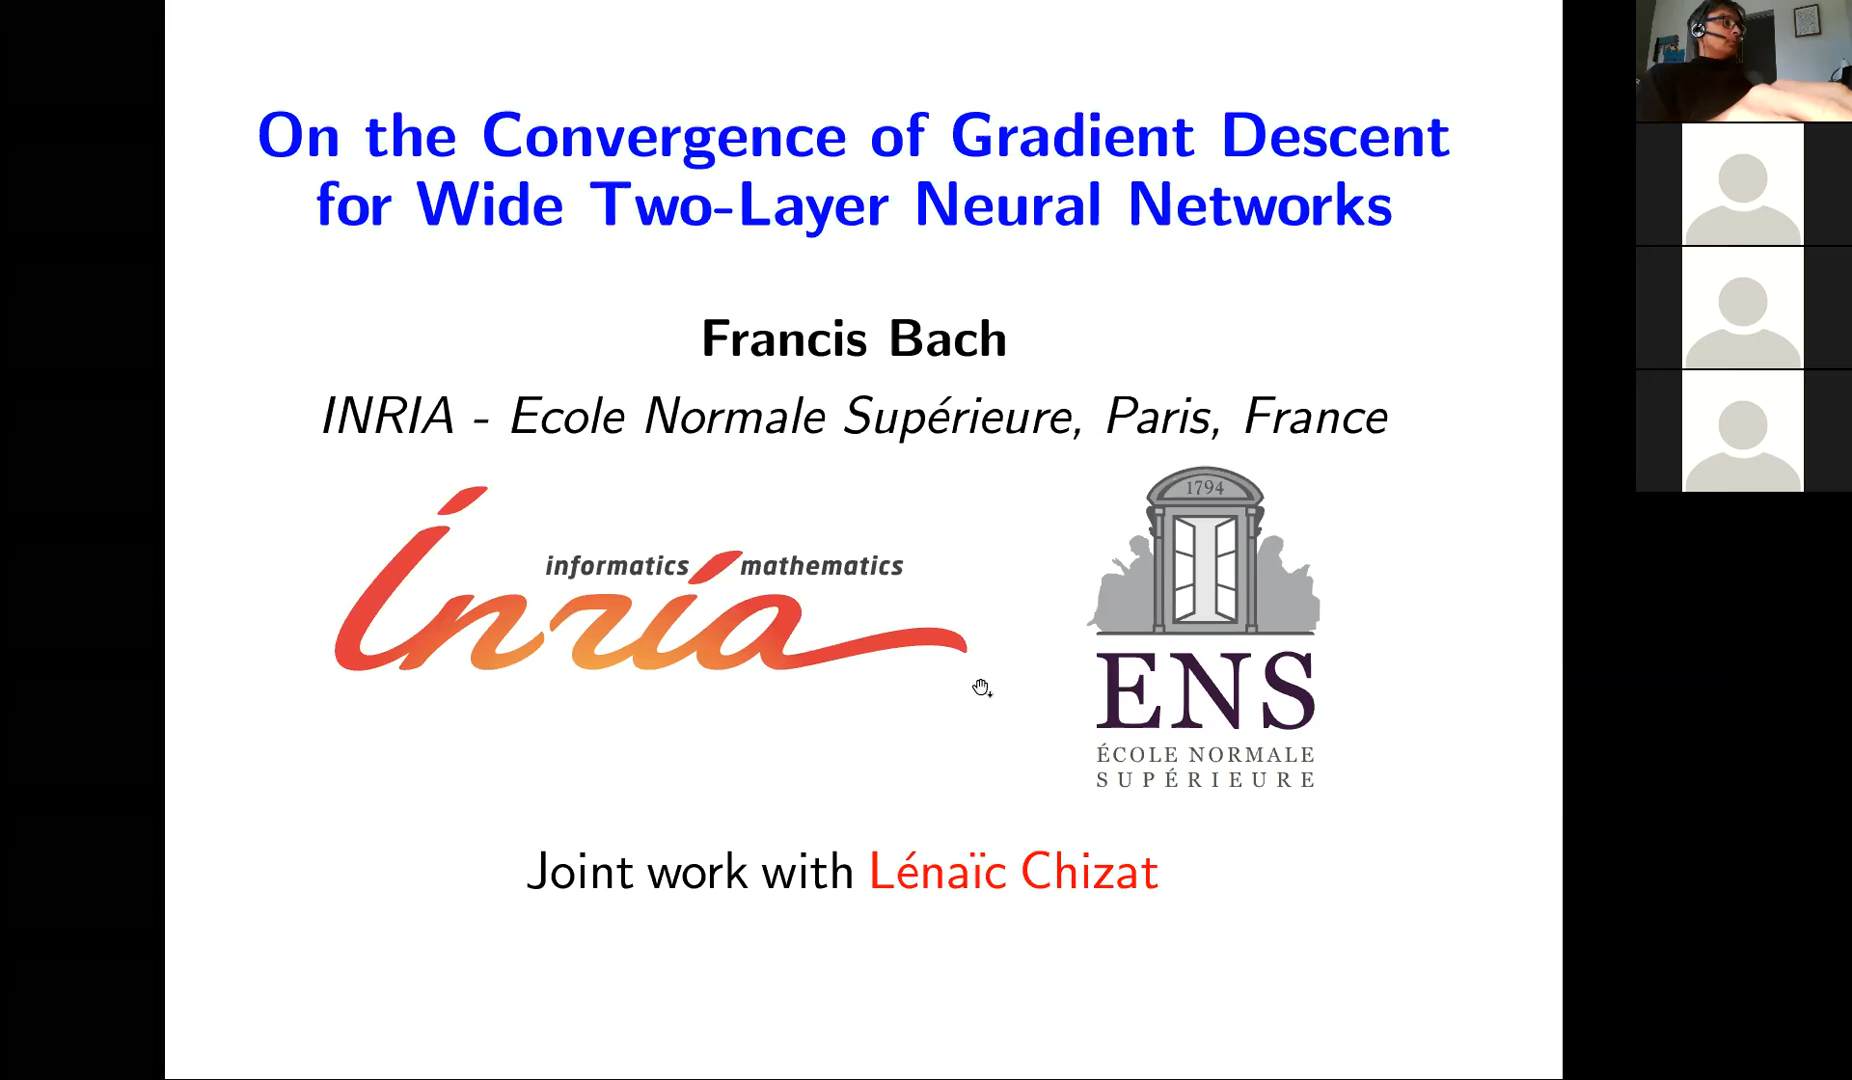 On the Convergence of Gradient Descent
for Wide Two-Layer Neural Networks
Francis Bach
INRIA - Ecole Normale Supérieure, Paris, France
informatics mathematics
Inria
1794
ENS
ÉCOLE NORMALE
SUPÉRIEURE
Joint work with Lénaïc Chizat